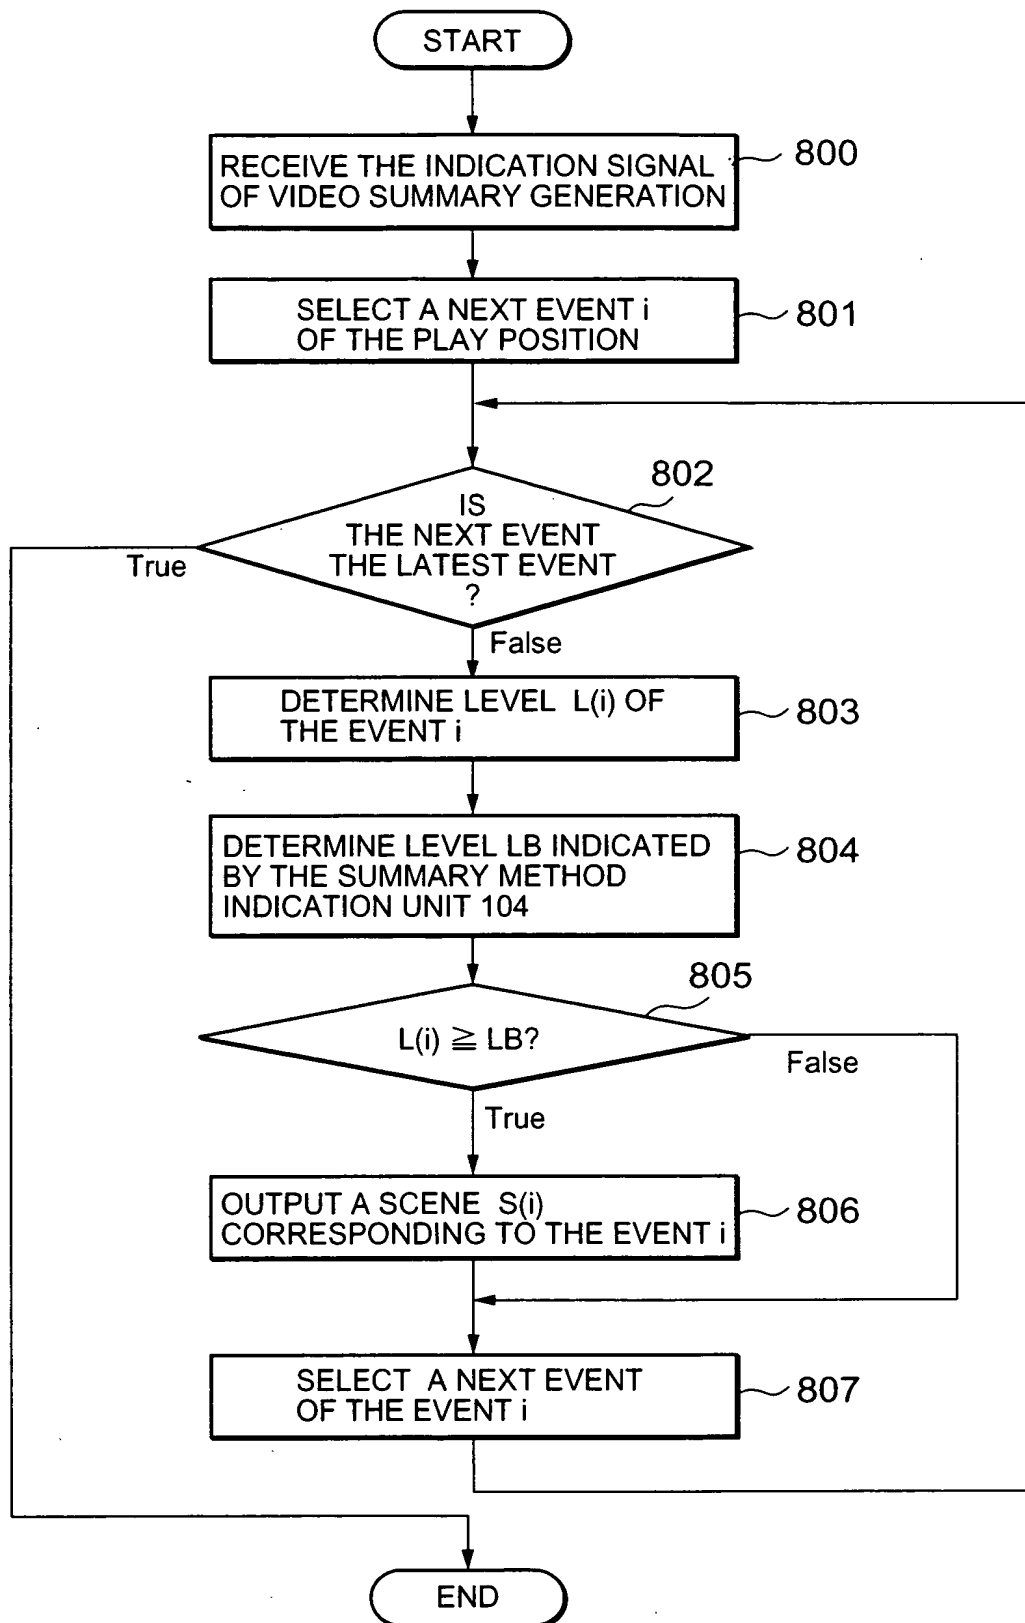 START
RECEIVE THE INDICATION SIGNAL
OF VIDEO SUMMARY GENERATION
800
SELECT A NEXT EVENT i
OF THE PLAY POSITION
801
802
IS
THE NEXT EVENT
THE LATEST EVENT
?
True
False
DETERMINE LEVEL L(i) OF
THE EVENT i
803
DETERMINE LEVEL LB INDICATED
BY THE SUMMARY METHOD
INDICATION UNIT 104
804
805
L(i) ≧ LB?
False
True
OUTPUT A SCENE S(i)
CORRESPONDING TO THE EVENT i
806
SELECT A NEXT EVENT
OF THE EVENT i
807
END